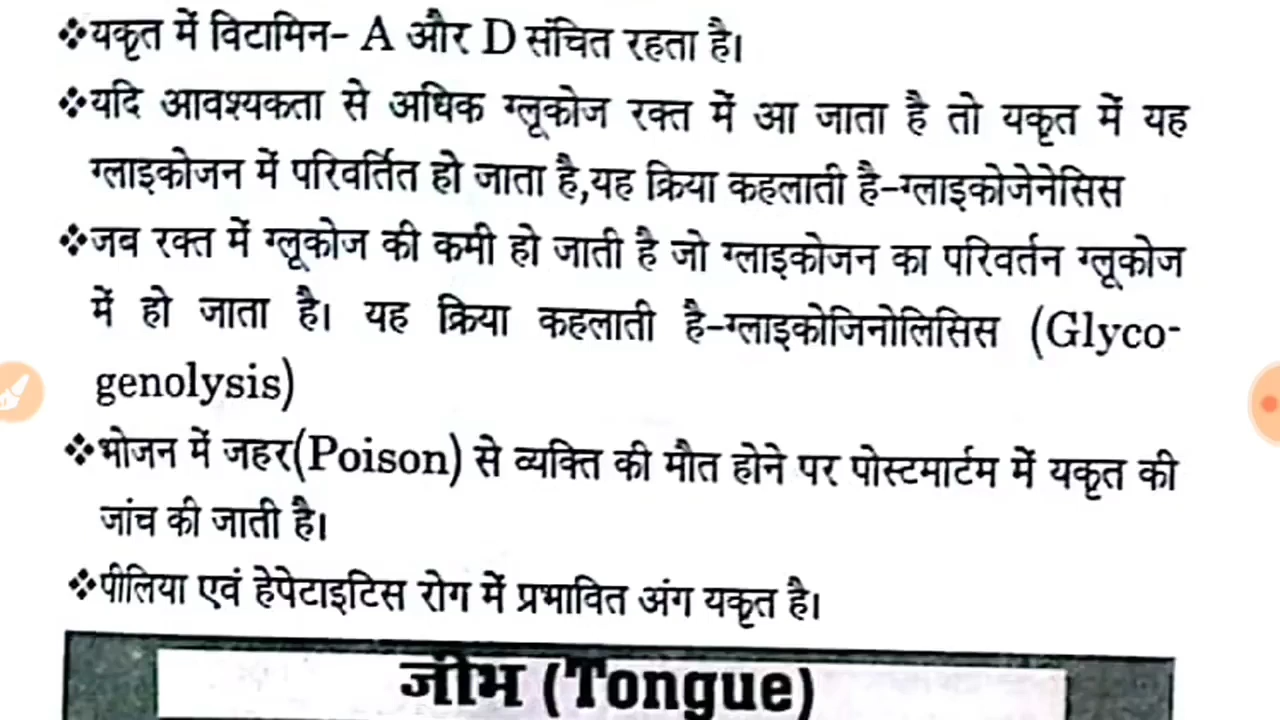 ❖यकृत में विटामिन- A और D संचित रहता है।
❖यदि आवश्यकता से अधिक ग्लूकोज रक्त में आ जाता है तो यकृत में यह
ग्लाइकोजन में परिवर्तित हो जाता है,यह क्रिया कहलाती है-ग्लाइकोजेनेसिस
❖जब रक्त में ग्लूकोज की कमी हो जाती है जो ग्लाइकोजन का परिवर्तन ग्लूकोज
में हो जाता है। यह क्रिया कहलाती है-ग्लाइकोजिनोलिसिस (Glyco-
genolysis)
❖भोजन में जहर(Poison) से व्यक्ति की मौत होने पर पोस्टमार्टम में यकृत की
जांच की जाती है।
❖पीलिया एवं हेपेटाइटिस रोग में प्रभावित अंग यकृत है।
जीभ (Tongue)